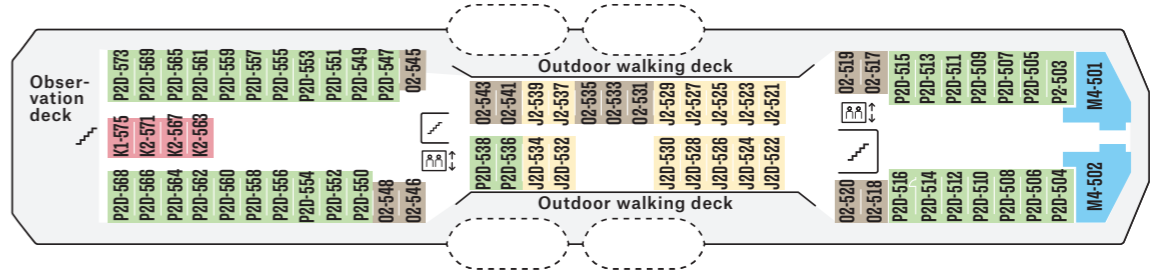 Obser-
vation
deck
P2D-573
P2D-569
P2D-565
P2D-561
P2D-559
P2D-557
P2D-555
P2D-553
P2D-551
P2D-549
P2D-547
O2-545
K1-575
K2-571
K2-567
K2-563
P2D-568
P2D-566
P2D-564
P2D-562
P2D-560
P2D-558
P2D-556
P2D-554
P2D-552
P2D-550
O2-548
O2-546
Outdoor walking deck
O2-543
O2-541
J2-539
J2-537
O2-535
O2-533
O2-531
J2-529
J2-527
J2-525
J2-523
J2-521
P2D-538
P2D-536
J2D-534
J2D-532
J2D-530
J2D-528
J2D-526
J2D-524
J2D-522
Outdoor walking deck
O2-519
O2-517
P2D-515
P2D-513
P2D-511
P2D-509
P2D-507
P2D-505
P2-503
M4-501
O2-520
O2-518
P2D-516
P2D-514
P2D-512
P2D-510
P2D-508
P2D-506
P2D-504
M4-502